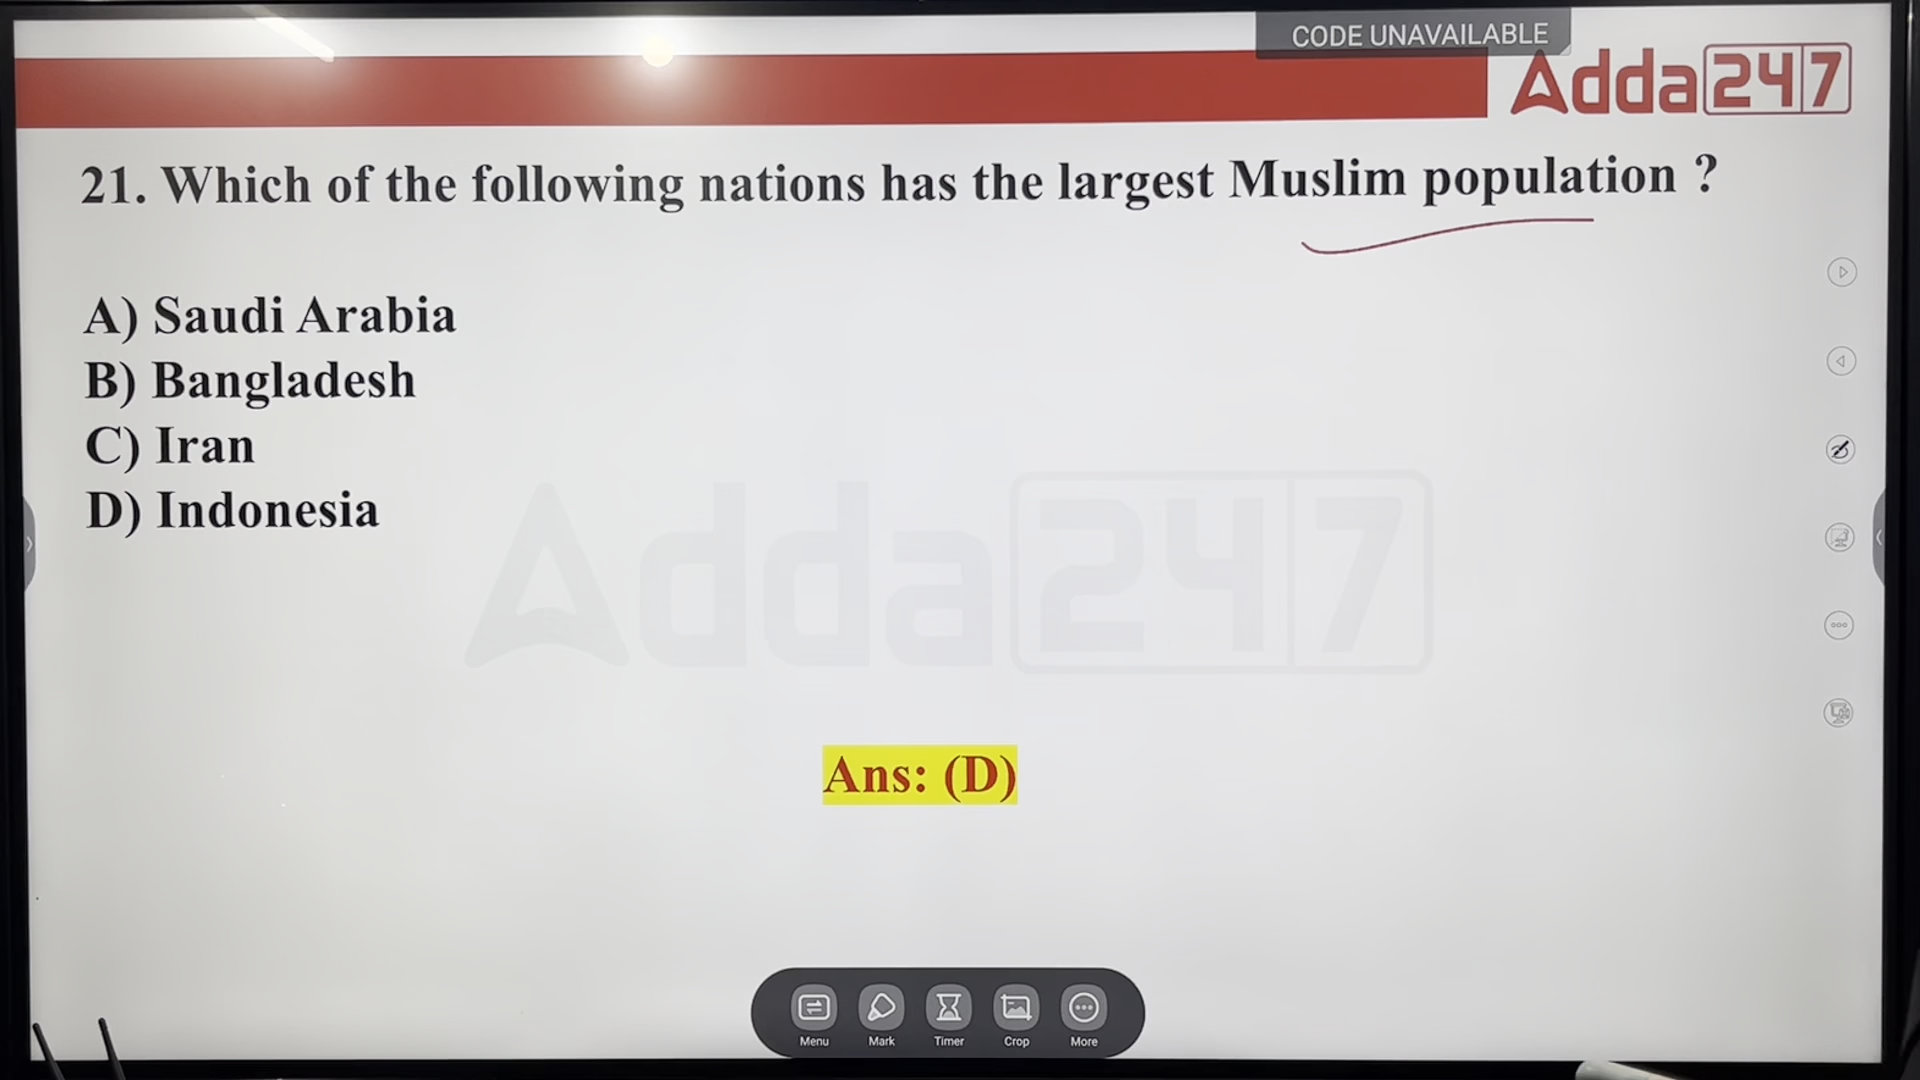 CODE UNAVAILABLE
Adda247
21. Which of the following nations has the largest Muslim population ?
A) Saudi Arabia
B) Bangladesh
C) Iran
D) Indonesia
Adda247
Ans: (D)
Menu Mark Timer Crop More